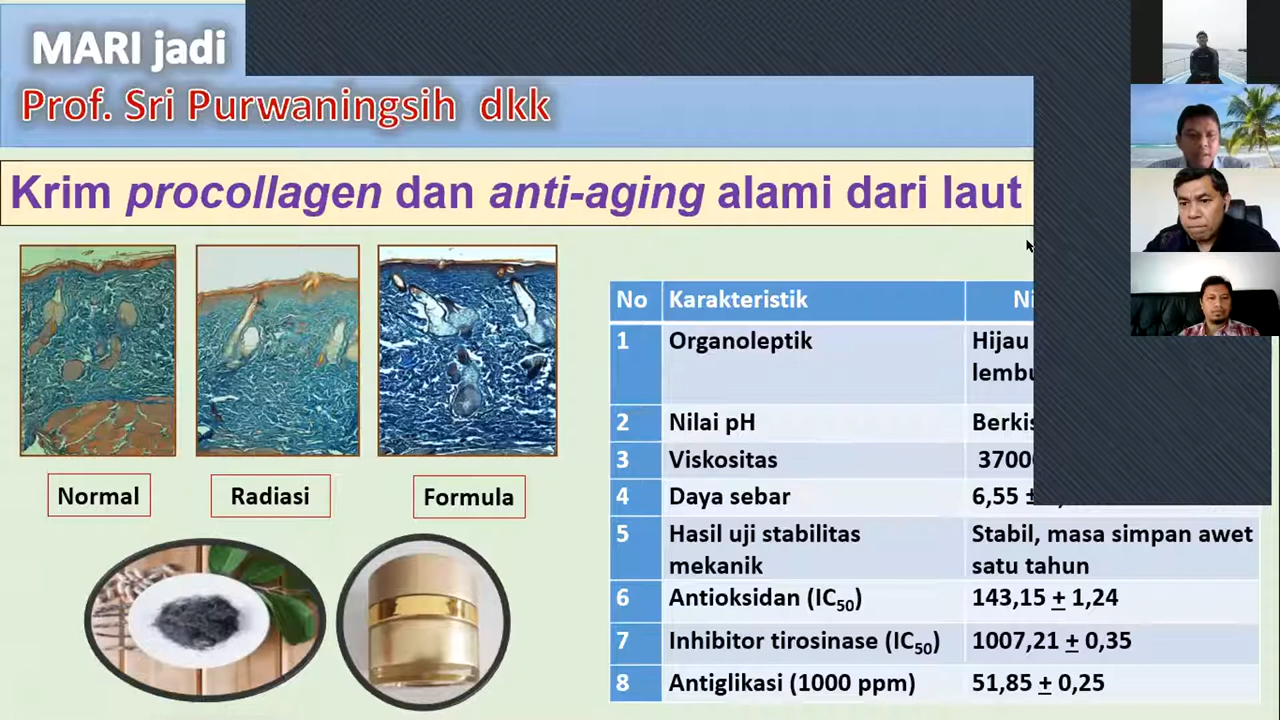 MARI jadi
Prof. Sri Purwaningsih dkk
Krim procollagen dan anti-aging alami dari laut
Normal
Radiasi
Formula
No Karakteristik
1 Organoleptik Hijau
2 Nilai pH
3 Viskositas
4 Daya sebar 6,55 ±
5 Hasil uji stabilitas Stabil, masa simpan awet
mekanik satu tahun
6 Antioksidan (IC50) 143,15 ± 1,24
7 Inhibitor tirosinase (IC50) 1007,21 ± 0,35
8 Antiglikasi (1000 ppm) 51,85 ± 0,25